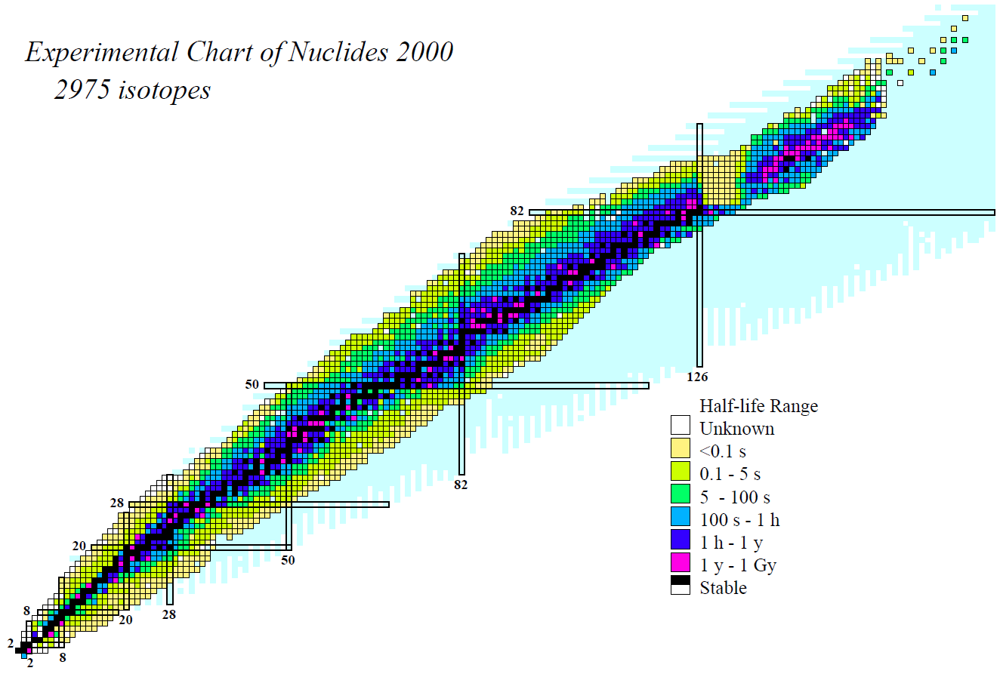 Experimental Chart of Nuclides 2000
2975 isotopes
82
50
126
Half-life Range
Unknown
<0.1 s
0.1 - 5 s
5 - 100 s
100 s - 1 h
1 h - 1 y
1 y - 1 Gy
Stable
82
28
20
50
8
20
28
2
2
8